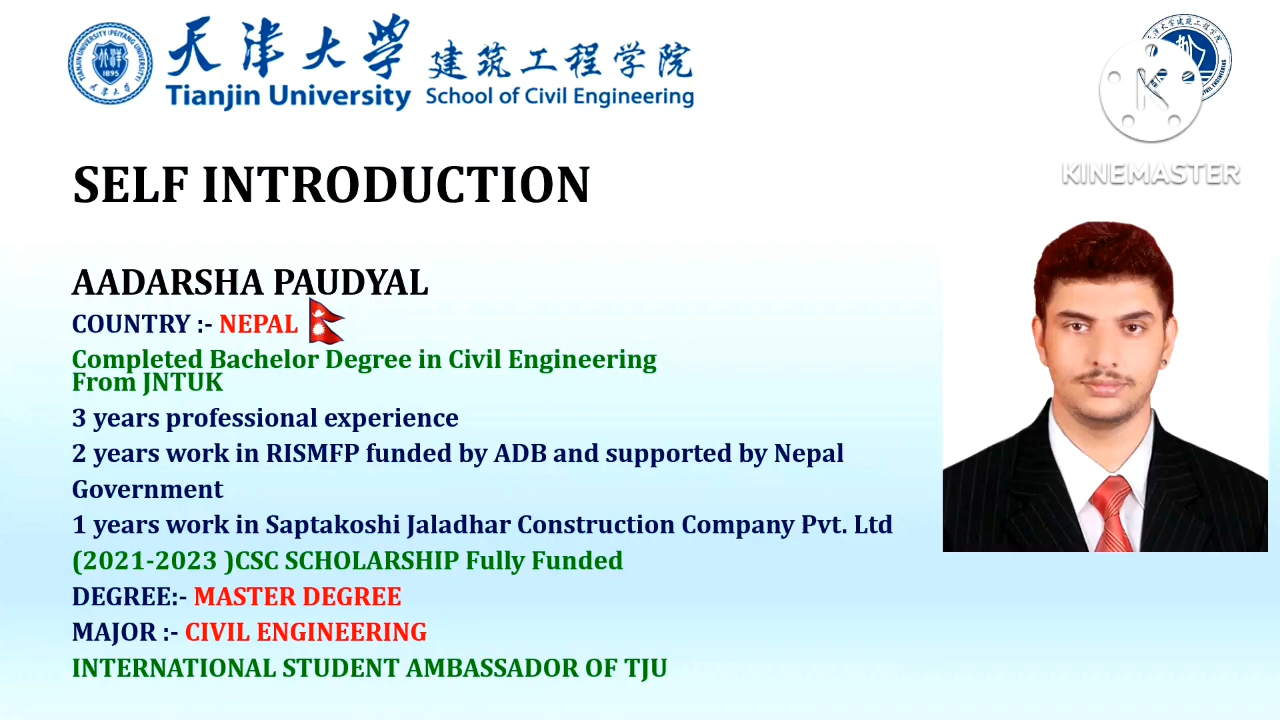 天津大学 建筑工程学院
Tianjin University School of Civil Engineering
KINEMASTER
SELF INTRODUCTION
AADARSHA PAUDYAL
COUNTRY :- NEPAL
Completed Bachelor Degree in Civil Engineering
From JNTUK
3 years professional experience
2 years work in RISMFP funded by ADB and supported by Nepal
Government
1 years work in Saptakoshi Jaladhar Construction Company Pvt. Ltd
(2021-2023 )CSC SCHOLARSHIP Fully Funded
DEGREE:- MASTER DEGREE
MAJOR :- CIVIL ENGINEERING
INTERNATIONAL STUDENT AMBASSADOR OF TJU